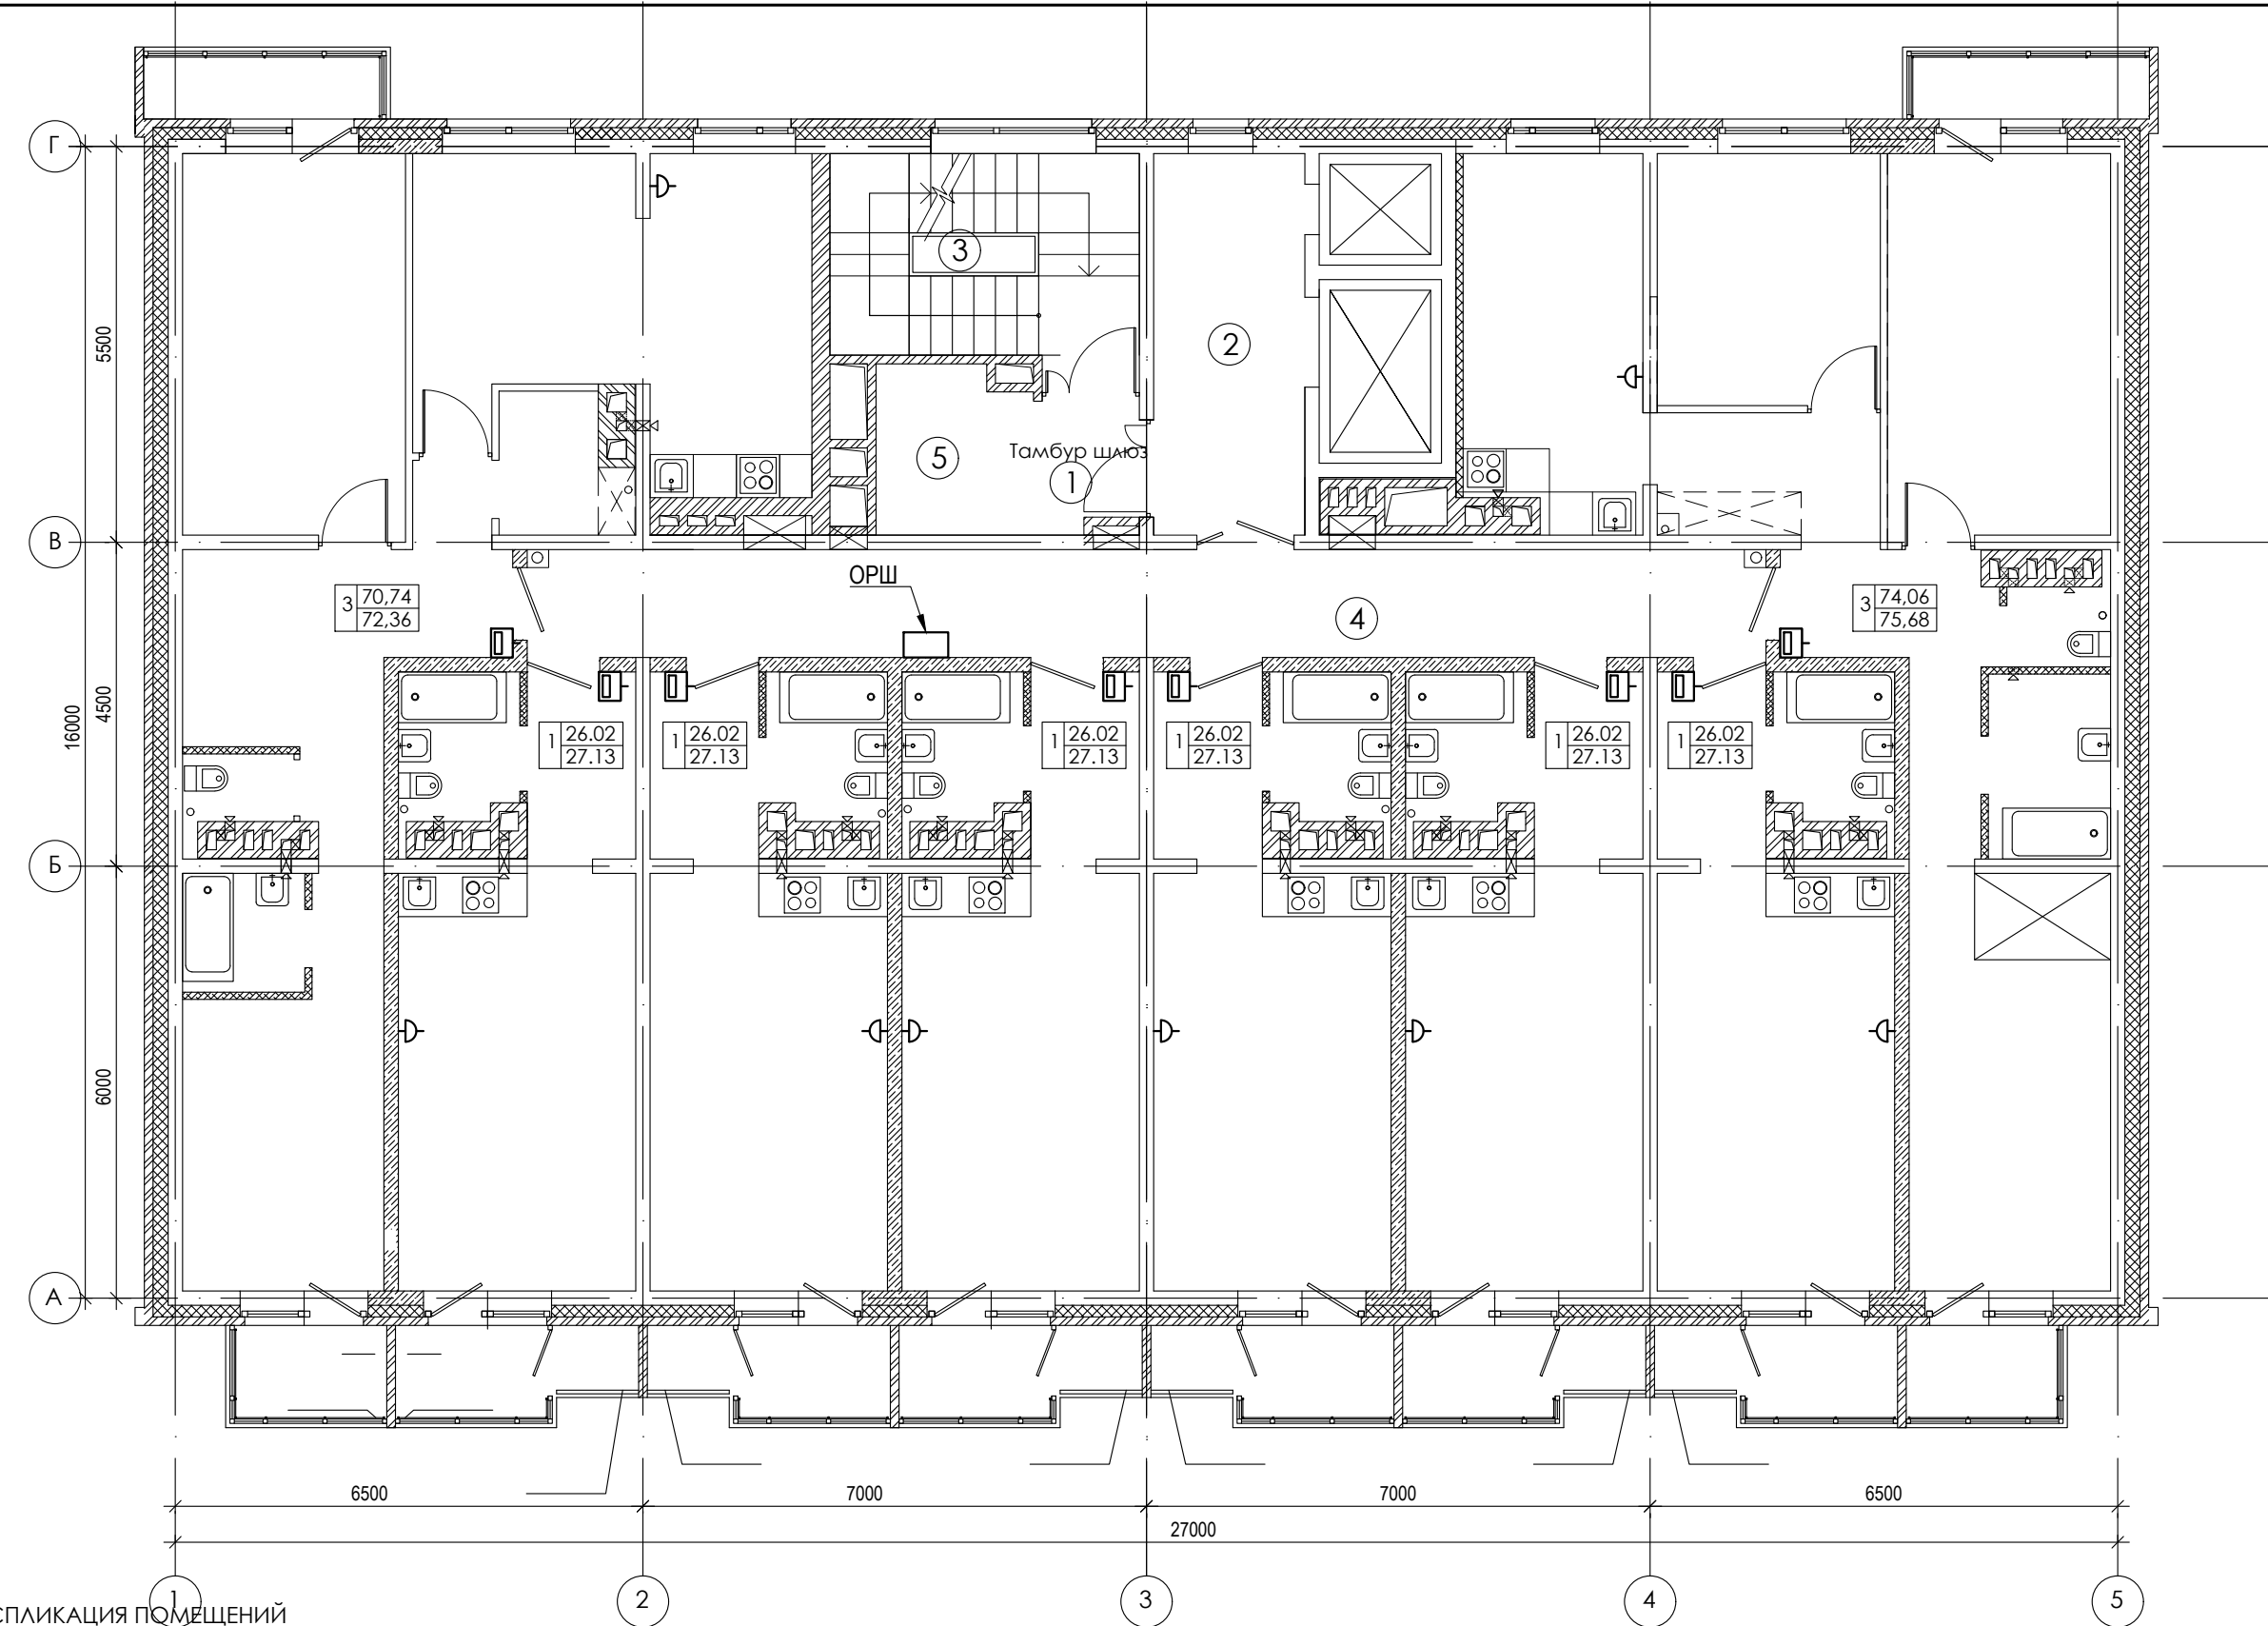 Г
3
5500
2
5
Тамбур шлюз
1
В
ОРШ
3 70,74
72,36
4
3 74,06
75,68
4500
16000
1 26.02
27.13
1 26.02
27.13
1 26.02
27.13
1 26.02
27.13
1 26.02
27.13
1 26.02
27.13
Б
6000
А
6500 7000 7000 6500
27000
1 2 3 4 5
СПЛИКАЦИЯ ПОМЕЩЕНИЙ